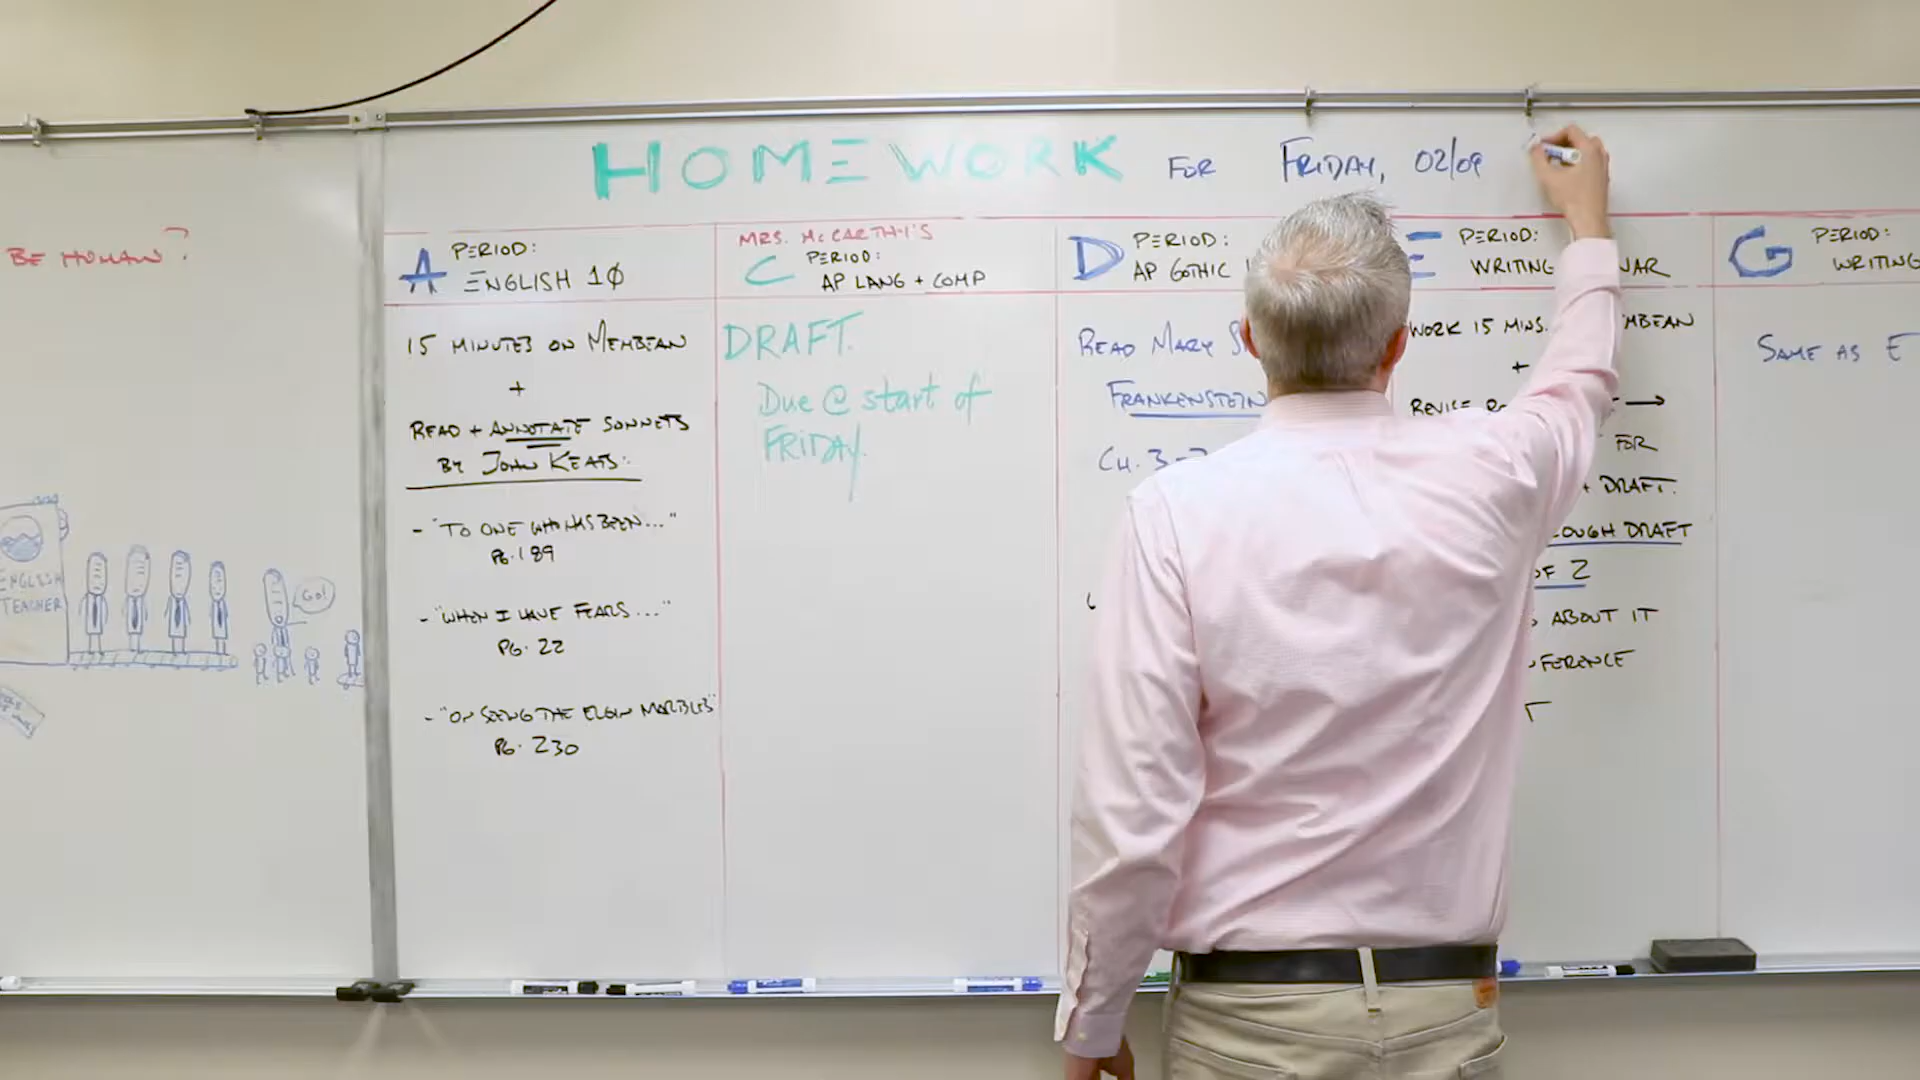 HOMEWORK FOR FRIDAY, 02/09
BE HUMAN?
ENGLISH
TEACHER
Go!
A PERIOD:
ENGLISH 10
15 MINUTES ON MEMBEAN
+
READ + ANNOTATE SONNETS
BY JOHN KEATS:
- "TO ONE WHO HAS BEEN..."
PG. 189
- "WHEN I HAVE FEARS..."
PG. 22
- "ON SEEING THE ELGIN MARBLES"
PG. 230
MRS. McCARTHY'S
C PERIOD:
AP LANG + COMP
DRAFT.
Due @ start of
FRIDAY.
D PERIOD:
AP GOTHIC
READ MARY
FRANKENSTEIN
CH. 3-
E PERIOD:
WRITING
WORK 15 MINS.
+
REVISE →
FOR
+ DRAFT.
DRAFT
OF 2
ABOUT IT
G PERIOD:
WRITING
SAME AS E